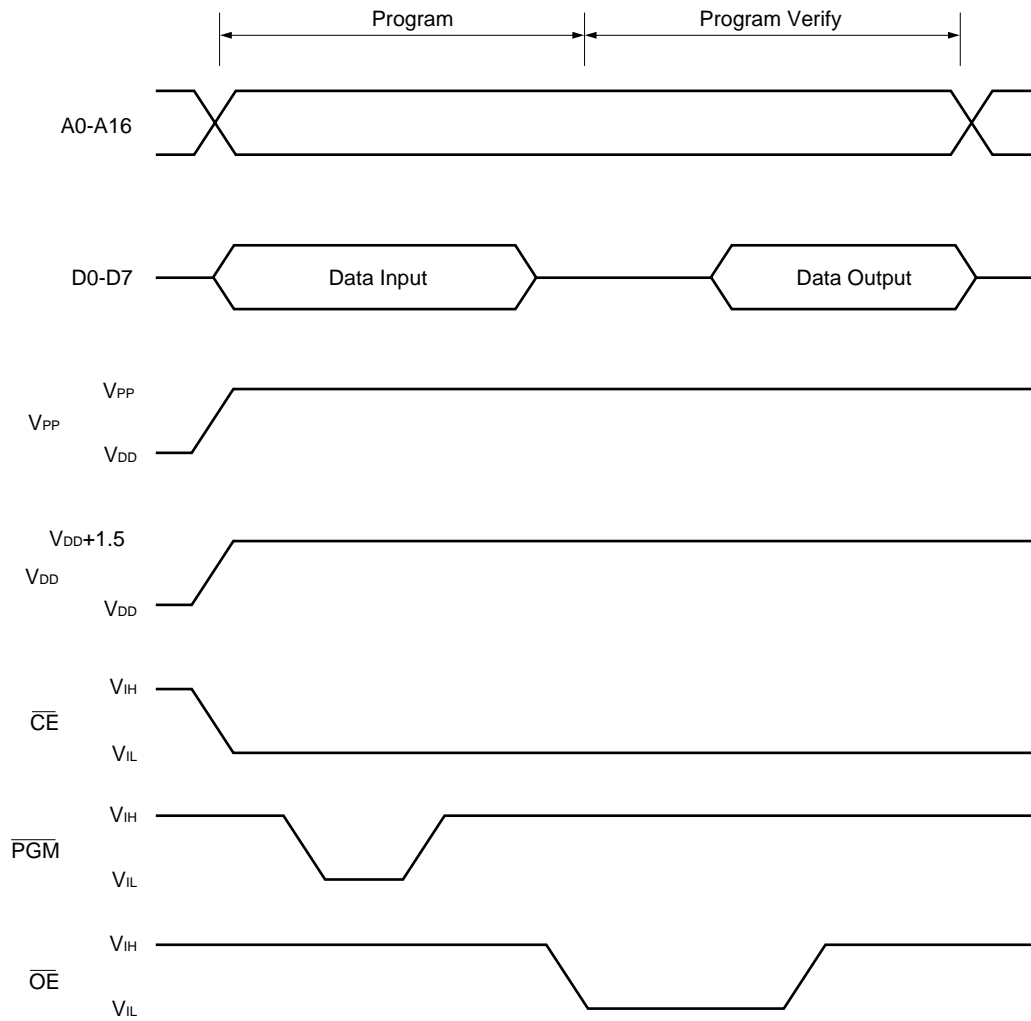 Program
Program Verify
A0-A16
D0-D7
Data Input
Data Output
VPP
VPP
VDD
VDD+1.5
VDD
VDD
VIH
CE
VIL
VIH
PGM
VIL
VIH
OE
VIL